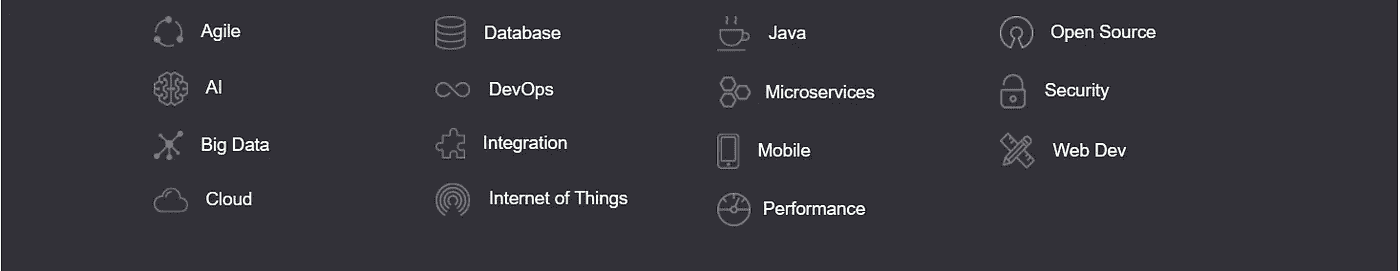 Agile
AI
Big Data
Cloud
Database
DevOps
Integration
Internet of Things
Java
Microservices
Mobile
Performance
Open Source
Security
Web Dev